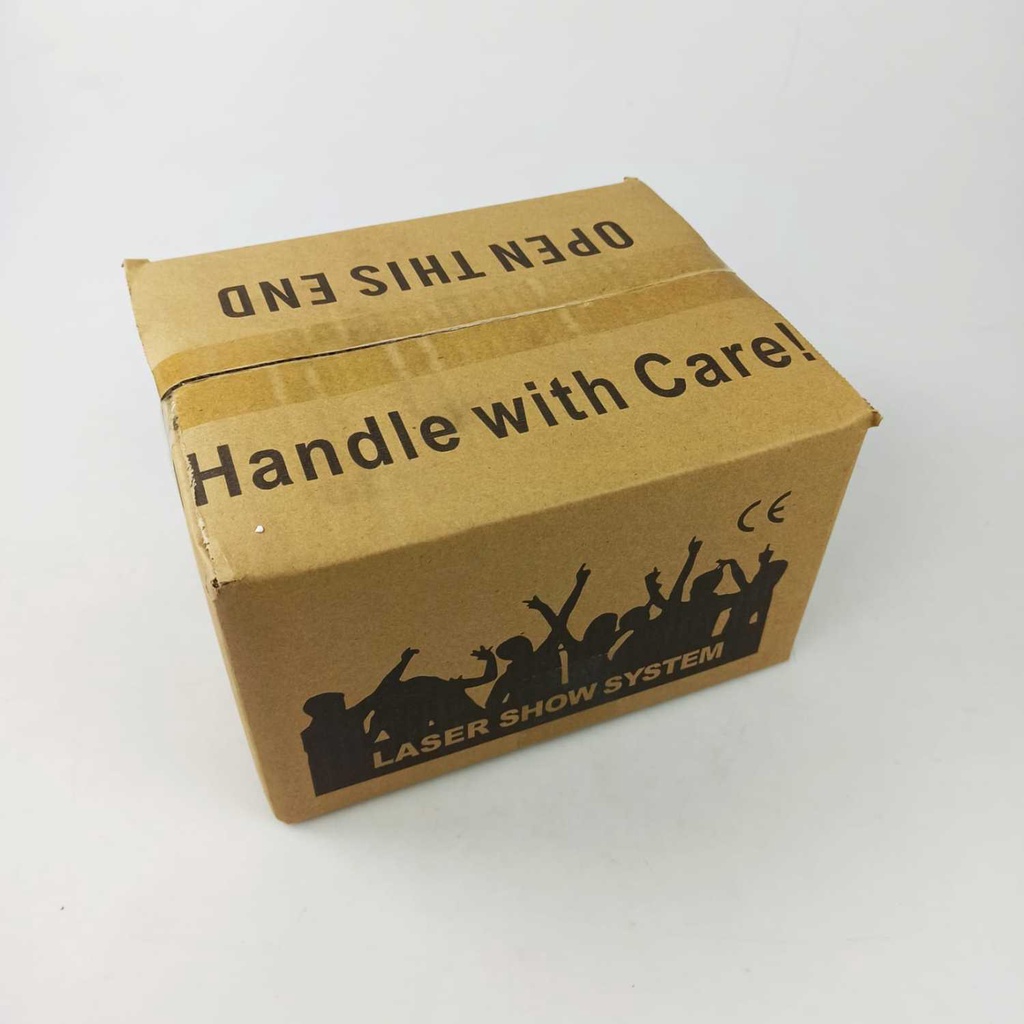 OPEN THIS END
Handle with Care!
CE
LASER SHOW SYSTEM